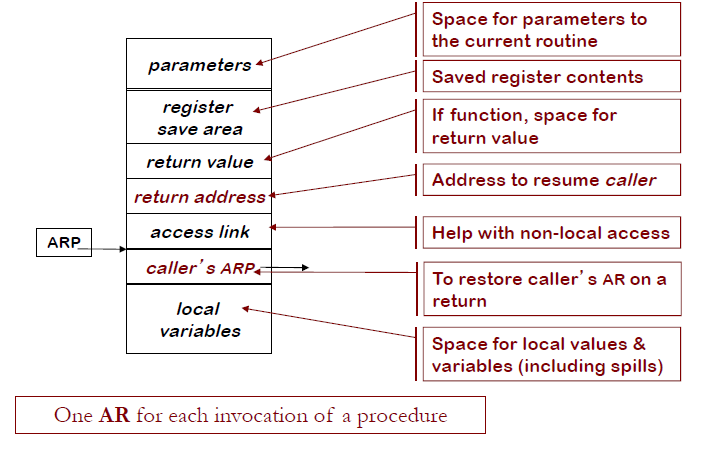 parameters
register
save area
return value
return address
access link
ARP
caller's ARP
local
variables
Space for parameters to
the current routine
Saved register contents
If function, space for
return value
Address to resume caller
Help with non-local access
To restore caller's AR on a
return
Space for local values &
variables (including spills)
One AR for each invocation of a procedure